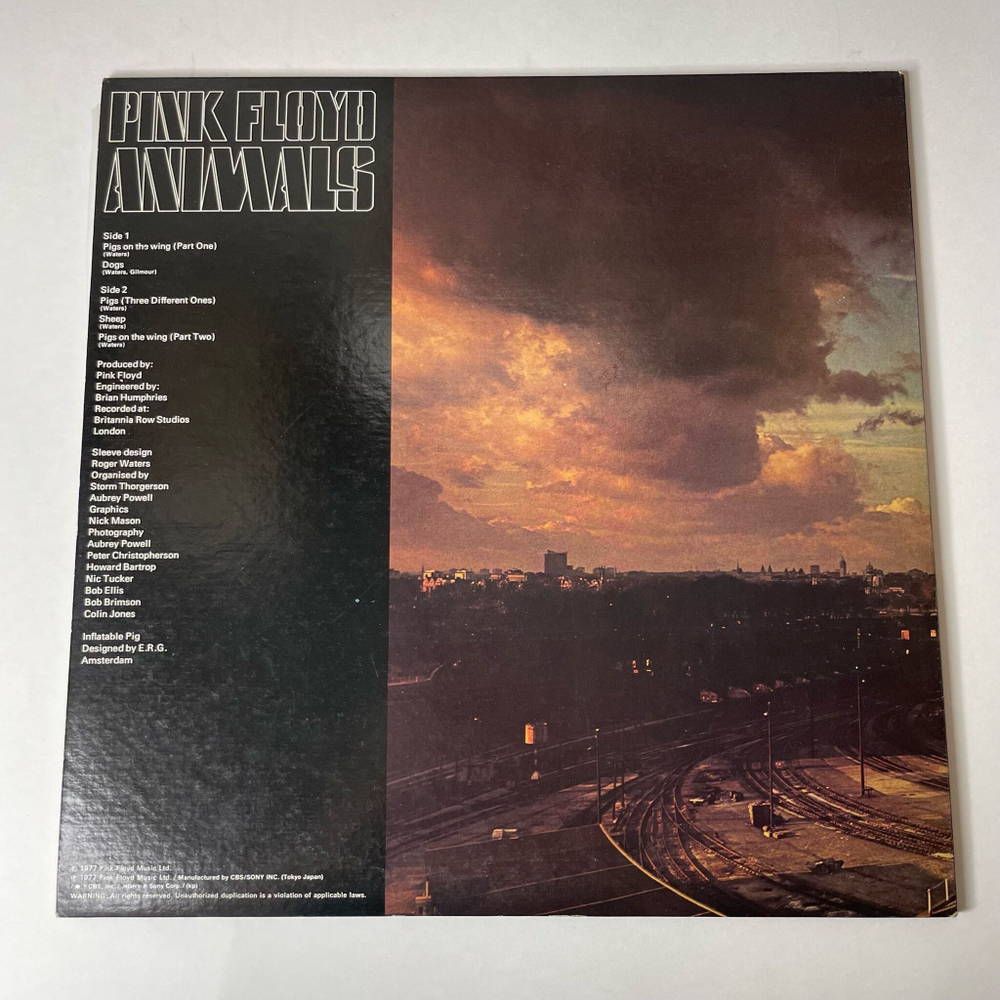 PINK FLOYD
ANIMALS
Side 1
Pigs on the wing (Part One)
(Waters)
Dogs
(Waters, Gilmour)
Side 2
Pigs (Three Different Ones)
(Waters)
Sheep
(Waters)
Pigs on the wing (Part Two)
(Waters)
Produced by:
Pink Floyd
Engineered by:
Brian Humphries
Recorded at:
Britannia Row Studios
London
Sleeve design
Roger Waters
Organised by
Storm Thorgerson
Aubrey Powell
Graphics
Nick Mason
Photography
Aubrey Powell
Peter Christopherson
Howard Bartrop
Nic Tucker
Bob Ellis
Bob Brimson
Colin Jones
Inflatable Pig
Designed by E.R.G.
Amsterdam
© 1977 Pink Floyd Music Ltd.
℗ 1977 Pink Floyd Music Ltd. / Manufactured by CBS/SONY INC. (Tokyo Japan)
CBS, Inc. / Sony Corp. / (kp)
WARNING: All rights reserved. Unauthorized duplication is a violation of applicable laws.